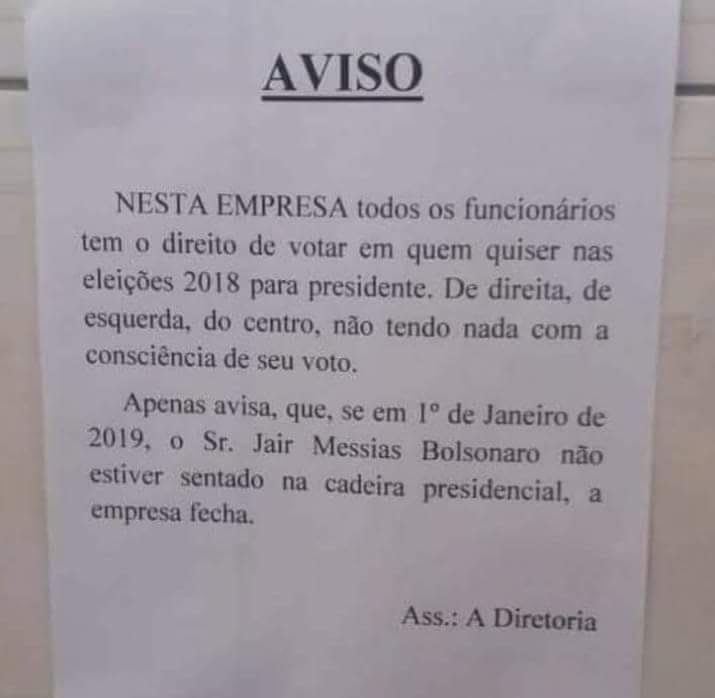 AVISO
NESTA EMPRESA todos os funcionários
tem o direito de votar em quem quiser nas
eleições 2018 para presidente. De direita, de
esquerda, do centro, não tendo nada com a
consciência de seu voto.
Apenas avisa, que, se em 1º de Janeiro de
2019, o Sr. Jair Messias Bolsonaro não
estiver sentado na cadeira presidencial, a
empresa fecha.
Ass.: A Diretoria